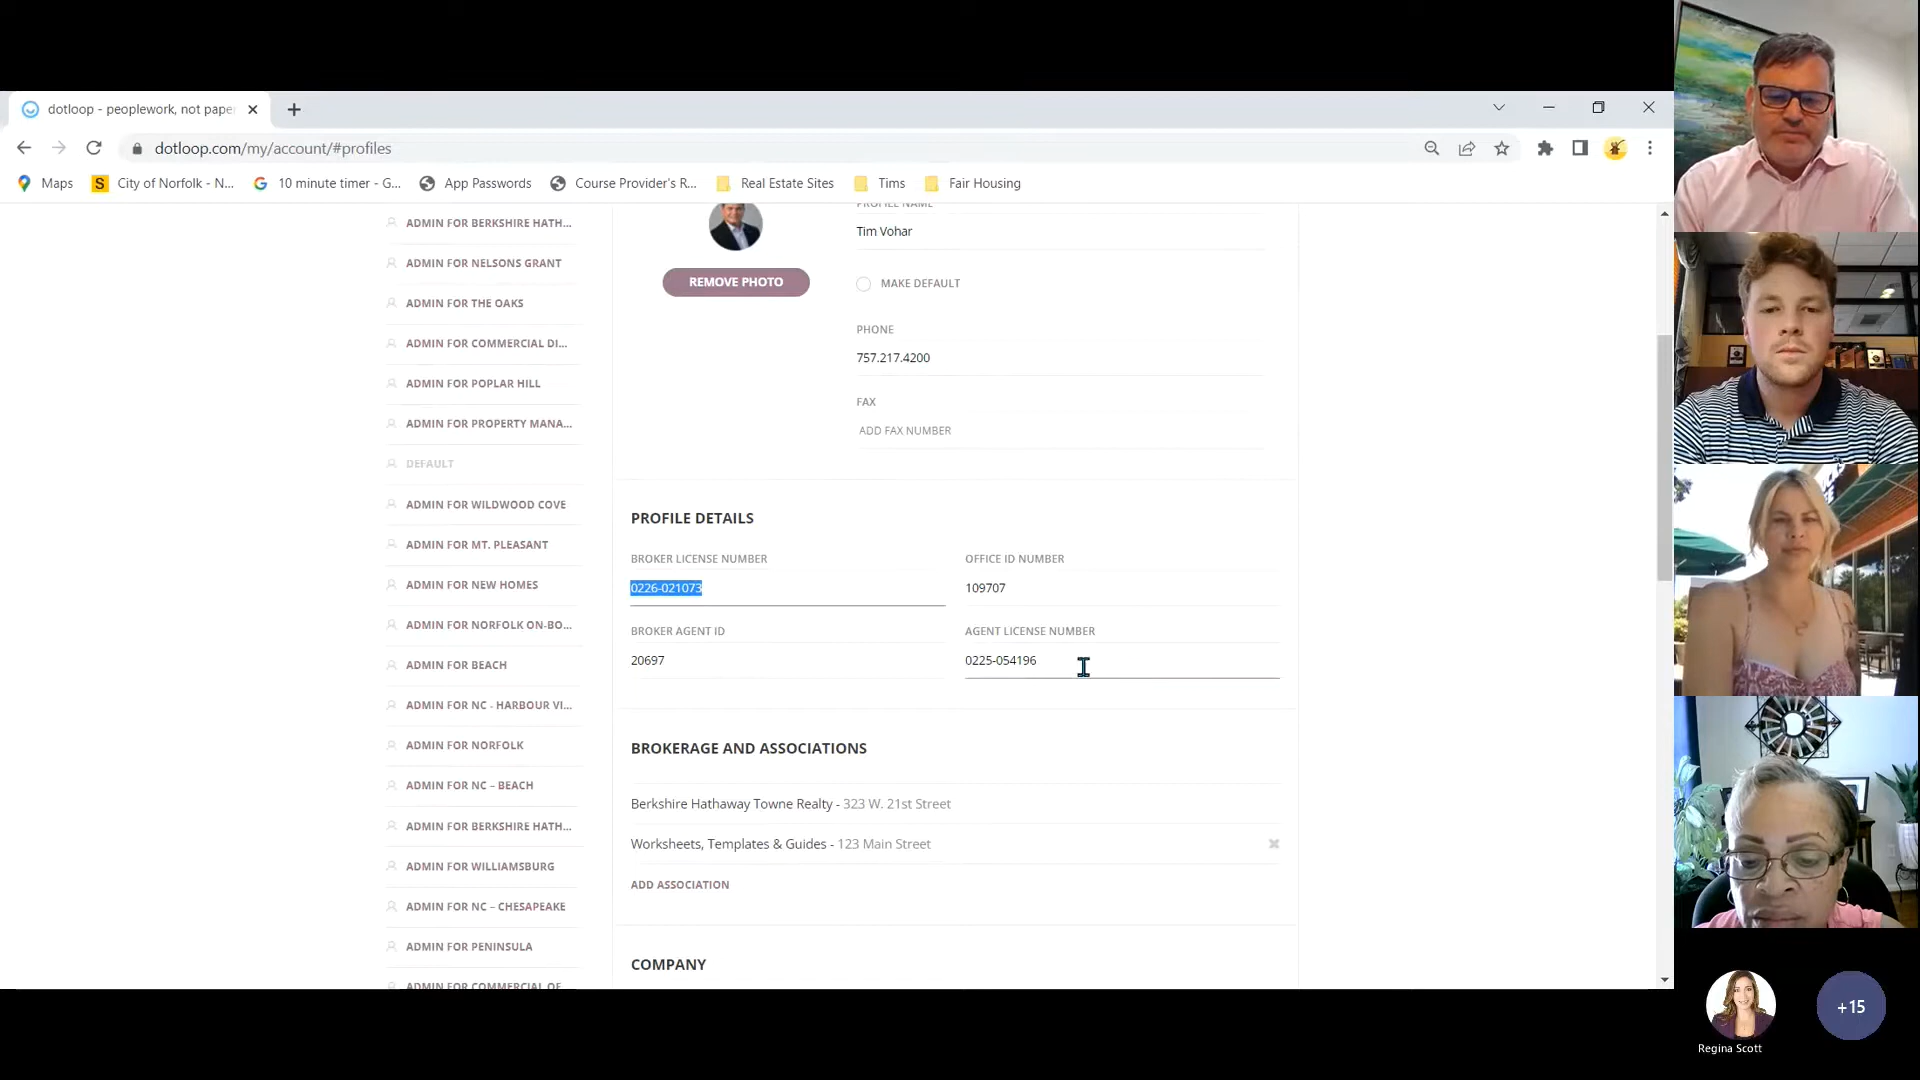 dotloop - peoplework, not pape
dotloop.com/my/account/#profiles
Maps
City of Norfolk - N...
10 minute timer - G...
App Passwords
Course Provider's R...
Real Estate Sites
Tims
Fair Housing
ADMIN FOR BERKSHIRE HATH...
ADMIN FOR NELSONS GRANT
ADMIN FOR THE OAKS
ADMIN FOR COMMERCIAL DI...
ADMIN FOR POPLAR HILL
ADMIN FOR PROPERTY MANA...
DEFAULT
ADMIN FOR WILDWOOD COVE
ADMIN FOR MT. PLEASANT
ADMIN FOR NEW HOMES
ADMIN FOR NORFOLK ON-BO...
ADMIN FOR BEACH
ADMIN FOR NC - HARBOUR VI...
ADMIN FOR NORFOLK
ADMIN FOR NC – BEACH
ADMIN FOR BERKSHIRE HATH...
ADMIN FOR WILLIAMSBURG
ADMIN FOR NC – CHESAPEAKE
ADMIN FOR PENINSULA
ADMIN FOR COMMERCIAL OF
REMOVE PHOTO
PROFILE NAME
Tim Vohar
MAKE DEFAULT
PHONE
757.217.4200
FAX
ADD FAX NUMBER
PROFILE DETAILS
BROKER LICENSE NUMBER
0226-021073
OFFICE ID NUMBER
109707
BROKER AGENT ID
20697
AGENT LICENSE NUMBER
0225-054196
BROKERAGE AND ASSOCIATIONS
Berkshire Hathaway Towne Realty - 323 W. 21st Street
Worksheets, Templates & Guides - 123 Main Street
ADD ASSOCIATION
COMPANY
+15
Regina Scott